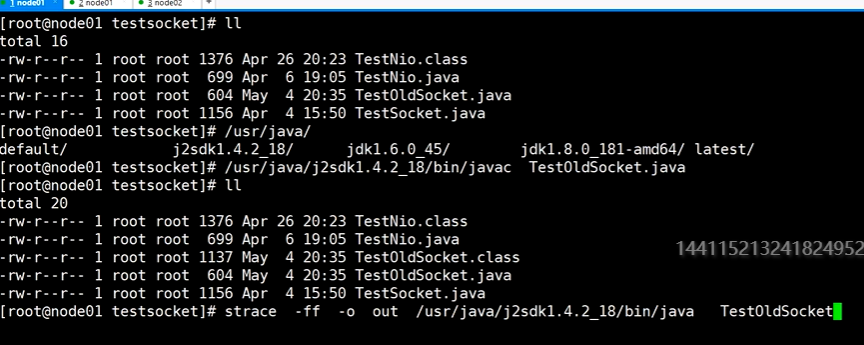 1 node01 2 node01 3 node02 +
[root@node01 testsocket]# ll
total 16
-rw-r--r-- 1 root root 1376 Apr 26 20:23 TestNio.class
-rw-r--r-- 1 root root  699 Apr  6 19:05 TestNio.java
-rw-r--r-- 1 root root  604 May  4 20:35 TestOldSocket.java
-rw-r--r-- 1 root root 1156 Apr  4 15:50 TestSocket.java
[root@node01 testsocket]# /usr/java/
default/            j2sdk1.4.2_18/      jdk1.6.0_45/        jdk1.8.0_181-amd64/ latest/
[root@node01 testsocket]# /usr/java/j2sdk1.4.2_18/bin/javac  TestOldSocket.java
[root@node01 testsocket]# ll
total 20
-rw-r--r-- 1 root root 1376 Apr 26 20:23 TestNio.class
-rw-r--r-- 1 root root  699 Apr  6 19:05 TestNio.java
-rw-r--r-- 1 root root 1137 May  4 20:35 TestOldSocket.class
-rw-r--r-- 1 root root  604 May  4 20:35 TestOldSocket.java
-rw-r--r-- 1 root root 1156 Apr  4 15:50 TestSocket.java
[root@node01 testsocket]# strace  -ff  -o  out  /usr/java/j2sdk1.4.2_18/bin/java   TestOldSocket
144115213241824952